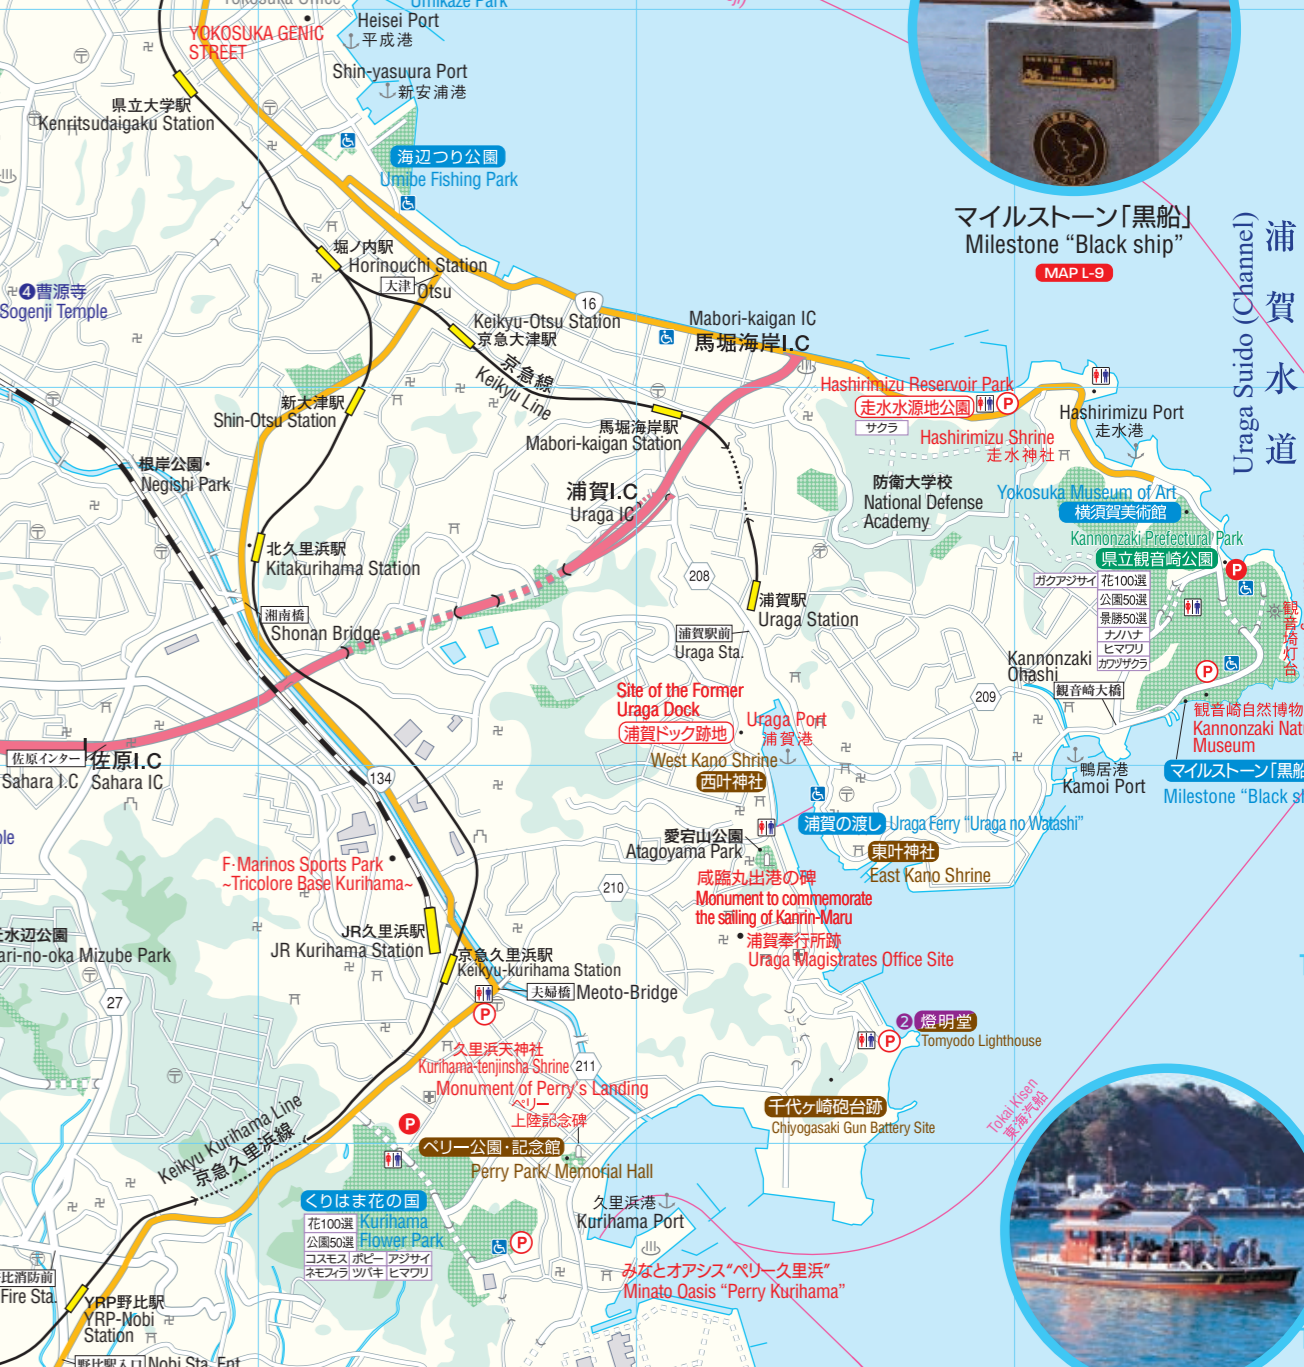 YOKOSUKA GENIC
STREET
Heisei Port
平成港
Shin-yasuura Port
新安浦港
県立大学駅
Kenritsudaigaku Station
海辺つり公園
Umibe Fishing Park
堀ノ内駅
Horinouchi Station
大津
Otsu
❹曹源寺
Sogenji Temple
16
Keikyu-Otsu Station
京急大津駅
京急線
Keikyu Line
Mabori-kaigan IC
馬堀海岸I.C
黒船
マイルストーン「黒船」
Milestone “Black ship”
MAP L-9
浦賀水道
Uraga Suido (Channel)
新大津駅
Shin-Otsu Station
馬堀海岸駅
Mabori-kaigan Station
Hashirimizu Reservoir Park
走水水源地公園
P
サクラ
Hashirimizu Shrine
走水神社
Hashirimizu Port
走水港
根岸公園・
Negishi Park
浦賀I.C
Uraga IC
防衛大学校
National Defense
Academy
Yokosuka Museum of Art
横須賀美術館
Kannonzaki Prefectural Park
県立観音崎公園
P
ガクアジサイ
花100選
公園50選
景勝50選
ナノハナ
ヒマワリ
カワヅザクラ
P
北久里浜駅
Kitakurihama Station
湘南橋
Shonan Bridge
208
浦賀駅
Uraga Station
浦賀駅前
Uraga Sta.
209
Kannonzaki
Ohashi
観音崎大橋
観音崎自然博物
Kannonzaki Nat
Museum
マイルストーン「黒船
Milestone “Black s
Site of the Former
Uraga Dock
浦賀ドック跡地
Uraga Port
浦賀港
West Kano Shrine
西叶神社
鴨居港
Kamoi Port
佐原インター
Sahara I.C
佐原I.C
Sahara IC
134
浦賀の渡し
Uraga Ferry “Uraga no Watashi”
愛宕山公園
Atagoyama Park
東叶神社
East Kano Shrine
F-Marinos Sports Park
~Tricolore Base Kurihama~
210
咸臨丸出港の碑
Monument to commemorate
the sailing of Kanrin-Maru
浦賀奉行所跡
Uraga Magistrates Office Site
JR久里浜駅
JR Kurihama Station
水辺公園
ari-no-oka Mizube Park
京急久里浜駅
Keikyu-kurihama Station
夫婦橋
Meoto-Bridge
27
P
❷燈明堂
Tomyodo Lighthouse
P
久里浜天神社
Kurihama-tenjinsha Shrine
211
Monument of Perry's Landing
ペリー
上陸記念碑
千代ヶ崎砲台跡
Chiyogasaki Gun Battery Site
Tokai Kisen
東海汽船
Keikyu Kurihama Line
京急久里浜線
P
ペリー公園・記念館
Perry Park/ Memorial Hall
くりはま花の国
Kurihama
Flower Park
花100選
公園50選
コスモス
ポピー
アジサイ
ネモフィラ
ツバキ
ヒマワリ
P
久里浜港
Kurihama Port
みなとオアシス“ペリー久里浜”
Minato Oasis “Perry Kurihama”
比消防前
Fire Sta.
YRP野比駅
YRP-Nobi
Station
野比駅入口
Nobi Sta. Ent.